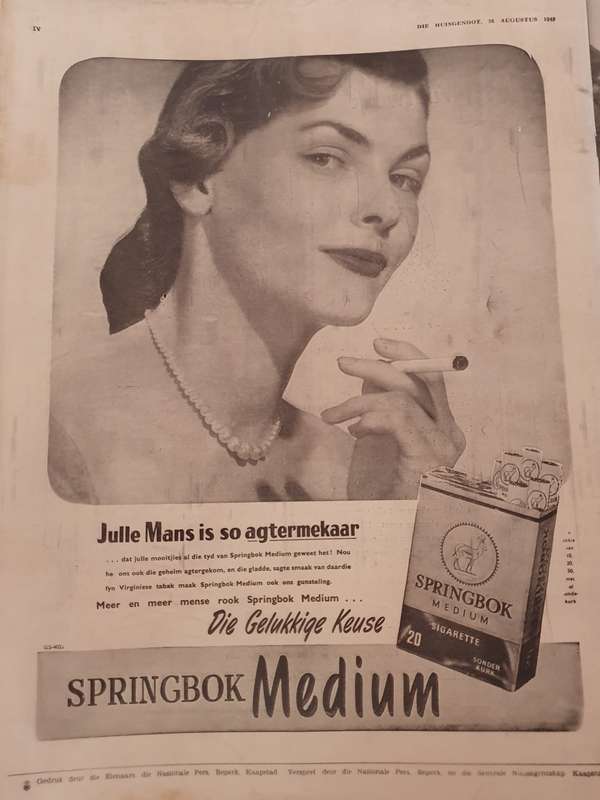 IV
DIE HUISGENOOT, 26 AUGUSTUS 1949
Julle Mans is so agtermekaar
... dat julle mooitjies al die tyd van Springbok Medium geweet het! Nou
he ons ook die geheim agtergekom, en die gladde, sagte smaak van daardie
fyn Virginiese tabak maak Springbok Medium ook ons gunsteling.
Meer en meer mense rook Springbok Medium ...
Die Gelukkige Keuse
SPRINGBOK
MEDIUM
SIGARETTE
20
SONDER
KURK
SPRINGBOK Medium
Gedruk deur die Eienaars die Nasionale Pers, Beperk, Kaapstad Versprei deur die Nasionale Pers, Beperk, en die Sentrale